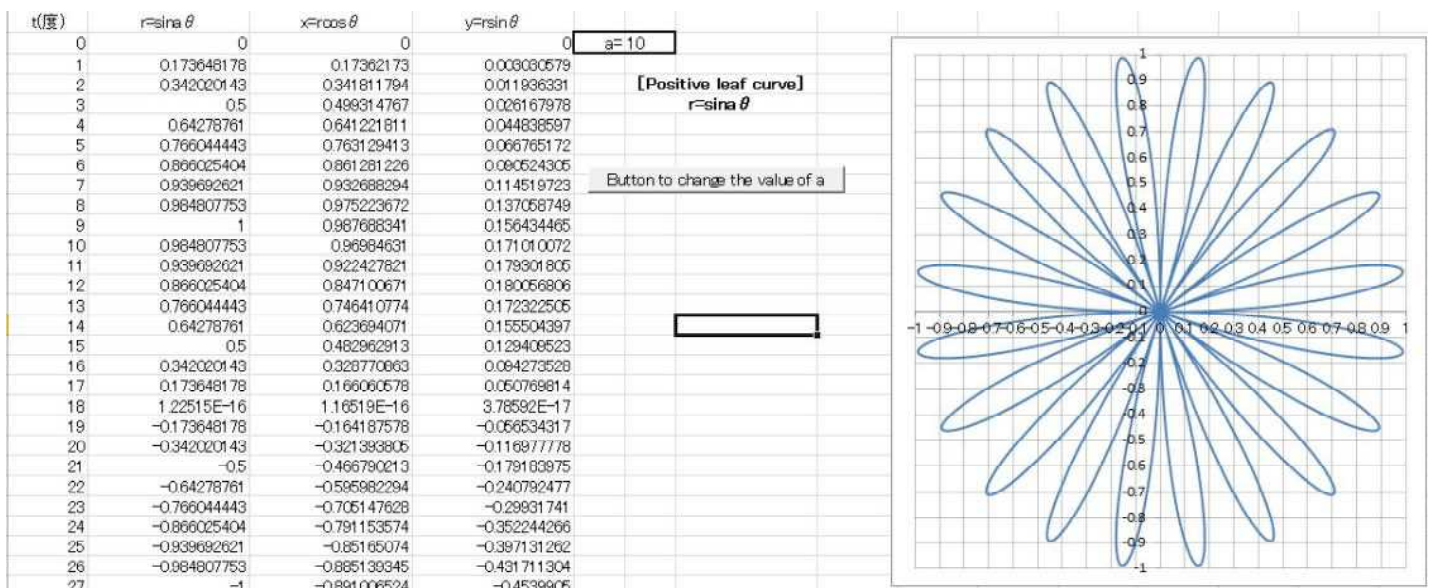 t(度) r=sina θ x=rcos θ y=rsin θ
0 0 0 0 a= 10
1 0.173648178 0.17362173 0.003030579
2 0.342020143 0.341811794 0.011936331 [Positive leaf curve]
3 0.5 0.499314767 0.026167978 r=sina θ
4 0.64278761 0.641221811 0.044838597
5 0.766044443 0.763129413 0.066765172
6 0.866025404 0.861281226 0.090524305
7 0.939692621 0.932688294 0.114519723 Button to change the value of a
8 0.984807753 0.975223672 0.137058749
9 1 0.987688341 0.156434465
10 0.984807753 0.96984631 0.171010072
11 0.939692621 0.922427821 0.179301805
12 0.866025404 0.847100671 0.180056806
13 0.766044443 0.746410774 0.172322505
14 0.64278761 0.623694071 0.155504397
15 0.5 0.482962913 0.129409523
16 0.342020143 0.328770863 0.094273528
17 0.173648178 0.166060578 0.050769814
18 1.22515E-16 1.16519E-16 3.78592E-17
19 -0.173648178 -0.164187578 -0.056534317
20 -0.342020143 -0.321393805 -0.116977778
21 -0.5 -0.466790213 -0.179183975
22 -0.64278761 -0.595982294 -0.240792477
23 -0.766044443 -0.705147628 -0.29931741
24 -0.866025404 -0.791153574 -0.352244266
25 -0.939692621 -0.85165074 -0.397131262
26 -0.984807753 -0.885139345 -0.431711304
27 -1 -0.891006524 -0.4539905
1
0.9
0.8
0.7
0.6
0.5
0.4
0.3
0.2
0.1
0
-1 -0.9 -0.8 -0.7 -0.6 -0.5 -0.4 -0.3 -0.2 0 0.1 0.2 0.3 0.4 0.5 0.6 0.7 0.8 0.9 1
-0.2
-0.3
-0.4
-0.5
-0.6
-0.7
-0.8
-0.9
-1